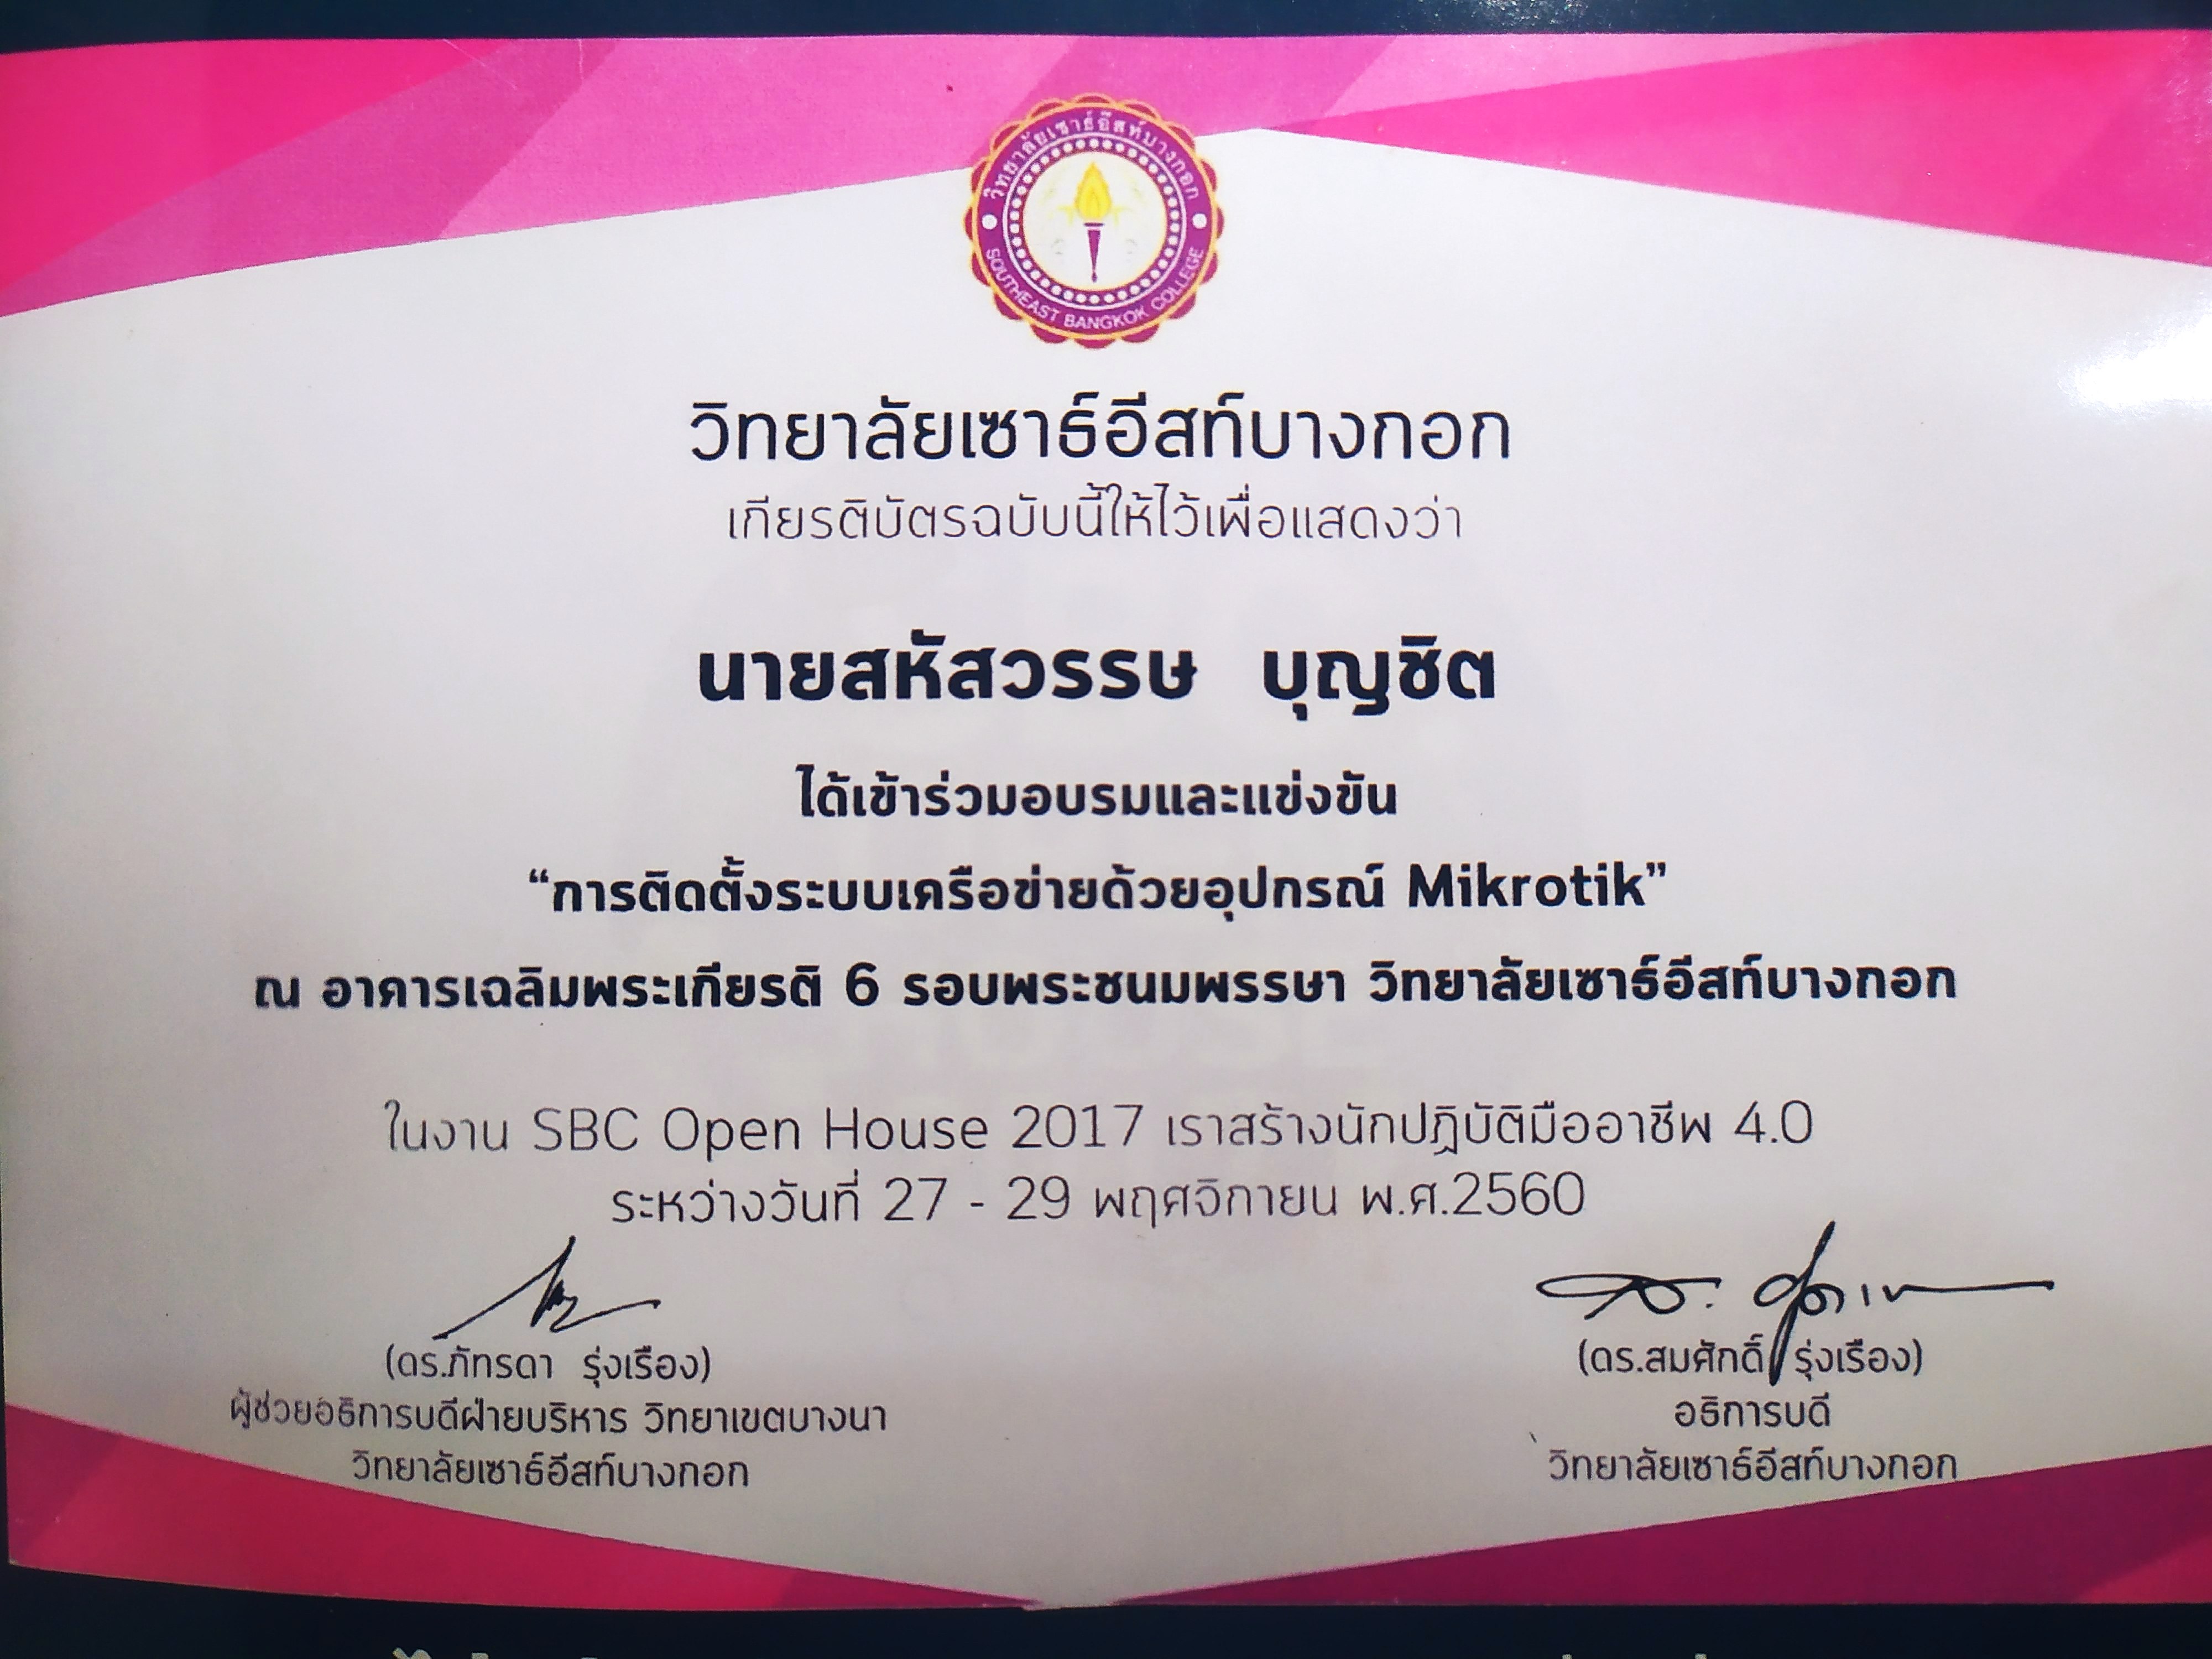 วิทยาลัยเซาธ์อีสท์บางกอก
SOUTHEAST BANGKOK COLLEGE
วิทยาลัยเซาธ์อีสท์บางกอก
เกียรติบัตรฉบับนี้ให้ไว้เพื่อแสดงว่า
นายสหัสวรรษ บุญชิต
ได้เข้าร่วมอบรมและแข่งขัน
“การติดตั้งระบบเครือข่ายด้วยอุปกรณ์ Mikrotik”
ณ อาคารเฉลิมพระเกียรติ 6 รอบพระชนมพรรษา วิทยาลัยเซาธ์อีสท์บางกอก
ในงาน SBC Open House 2017 เราสร้างนักปฏิบัติมืออาชีพ 4.0
ระหว่างวันที่ 27 - 29 พฤศจิกายน พ.ศ.2560
(ดร.ภัทรดา รุ่งเรือง)
ผู้ช่วยอธิการบดีฝ่ายบริหาร วิทยาเขตบางนา
วิทยาลัยเซาธ์อีสท์บางกอก
(ดร.สมศักดิ์ รุ่งเรือง)
อธิการบดี
วิทยาลัยเซาธ์อีสท์บางกอก